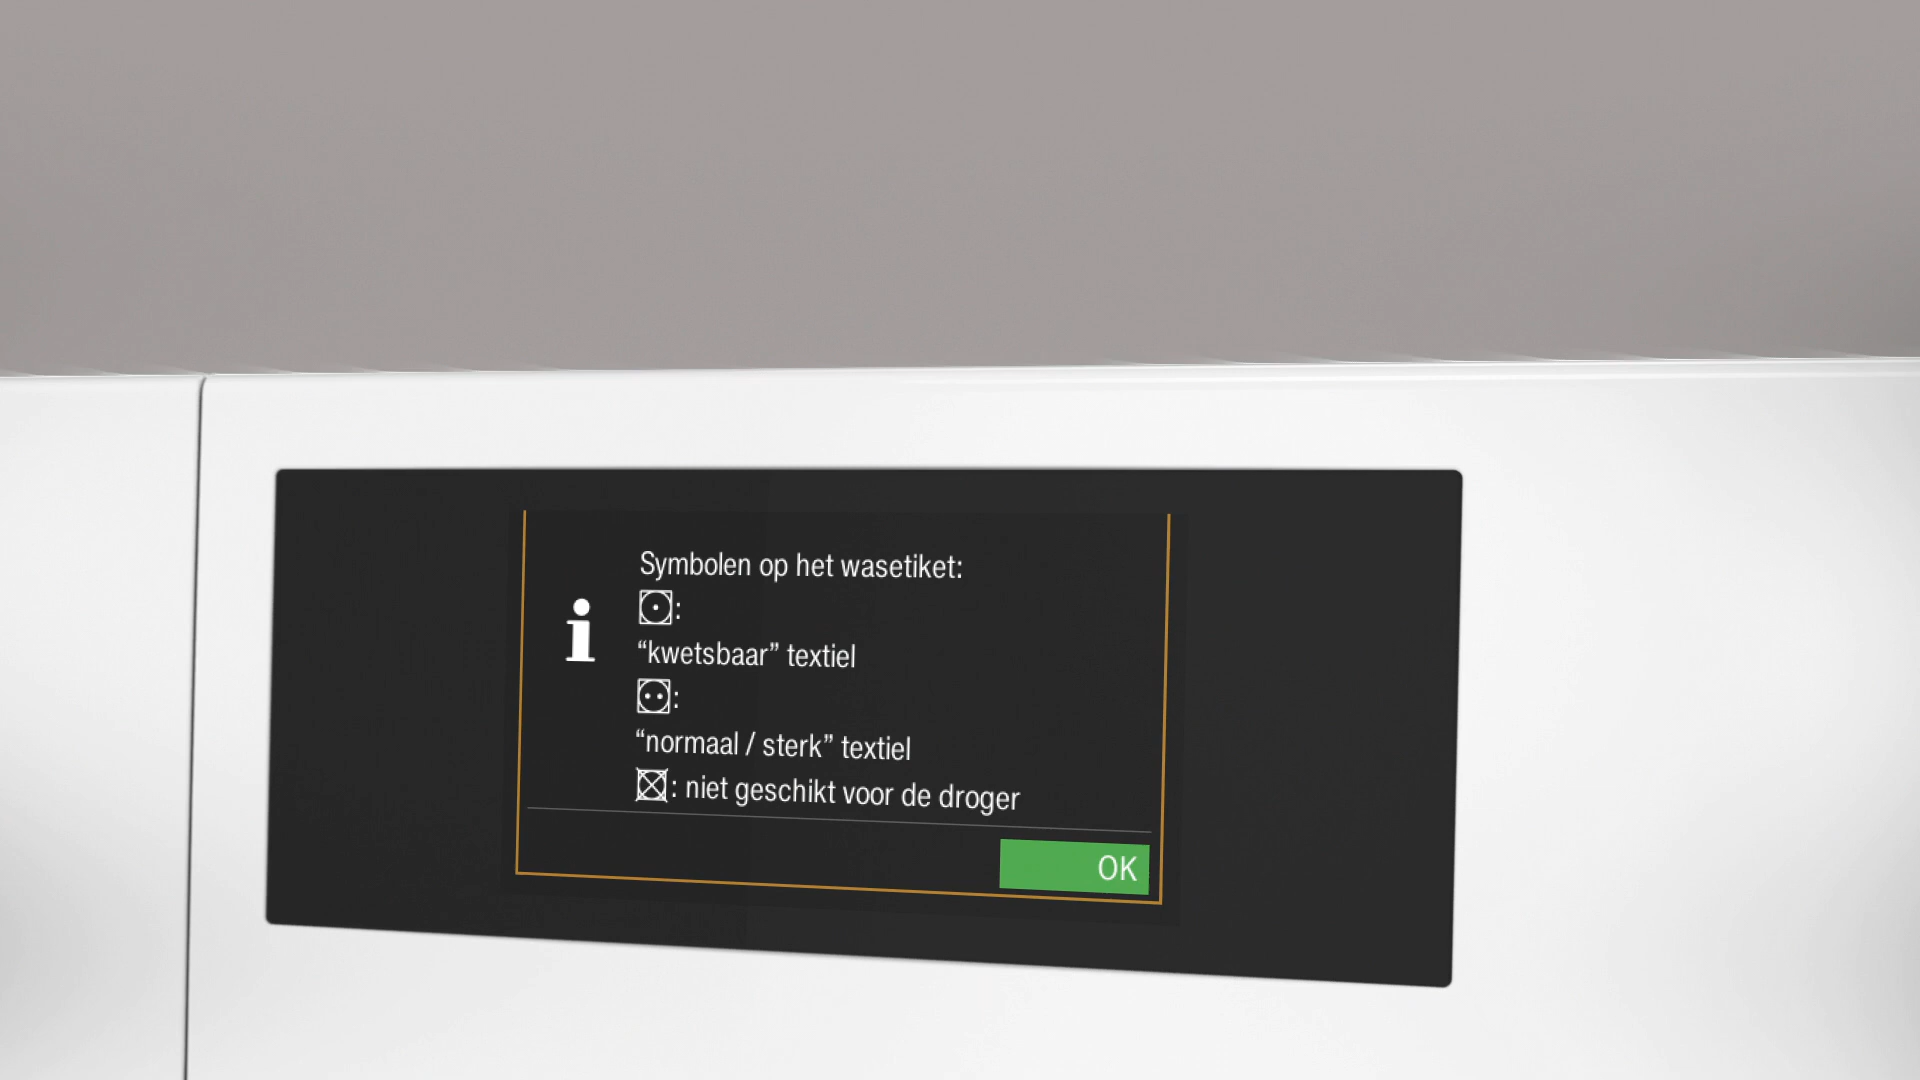 Symbolen op het wasetiket:
:
“kwetsbaar” textiel
:
“normaal / sterk” textiel
: niet geschikt voor de droger
OK